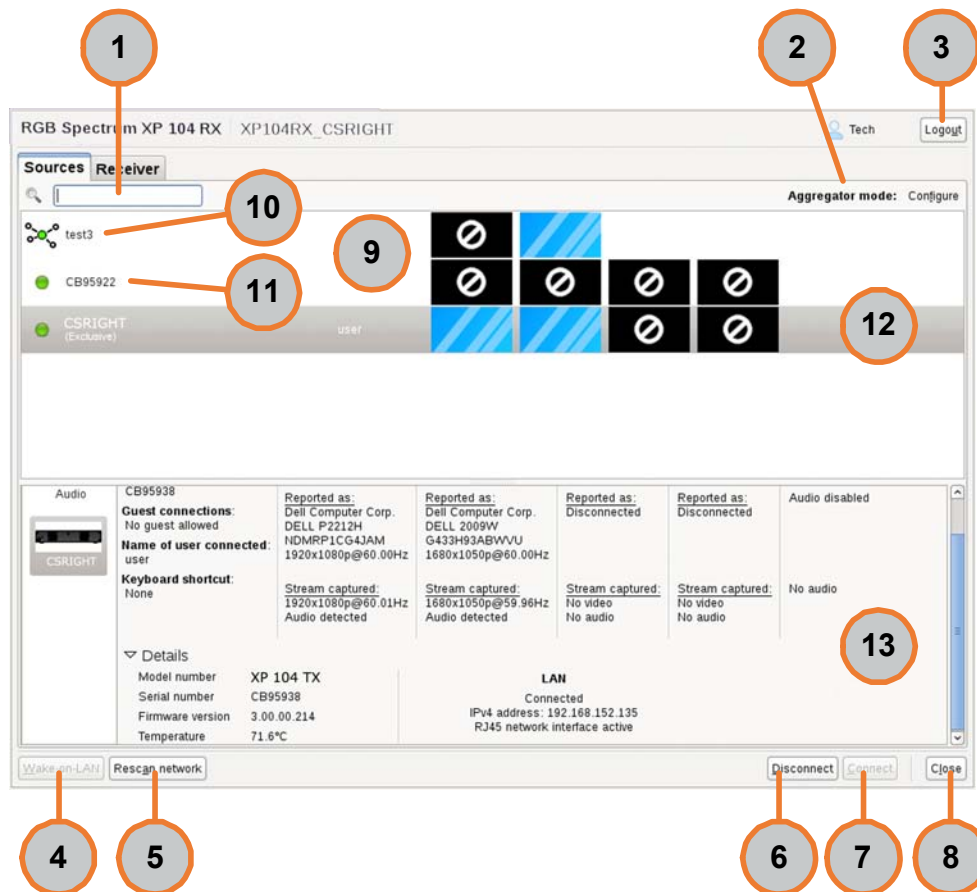 1
2
3
RGB Spectrum XP 104 RX XP104RX_CSRIGHT
Tech
Logout
Sources
Receiver
Aggregator mode: Configure
10
test3
9
CB95922
11
CSRIGHT
(Exclusive)
user
12
Audio
CSRIGHT
CB95938
Guest connections:
No guest allowed
Name of user connected:
user
Keyboard shortcut:
None
Reported as:
Dell Computer Corp.
DELL P2212H
NDMRP1CG4JAM
1920x1080p@60.00Hz
Stream captured:
1920x1080p@60.01Hz
Audio detected
Reported as:
Dell Computer Corp.
DELL 2009W
G433H93ABWVU
1680x1050p@60.00Hz
Stream captured:
1680x1050p@59.96Hz
Audio detected
Reported as:
Disconnected
Stream captured:
No video
No audio
Reported as:
Disconnected
Stream captured:
No video
No audio
Audio disabled
No audio
13
Details
Model number XP 104 TX
Serial number CB95938
Firmware version 3.00.00.214
Temperature 71.6°C
LAN
Connected
IPv4 address: 192.168.152.135
RJ45 network interface active
Wake-on-LAN
Rescan network
Disconnect
Connect
Close
4
5
6
7
8